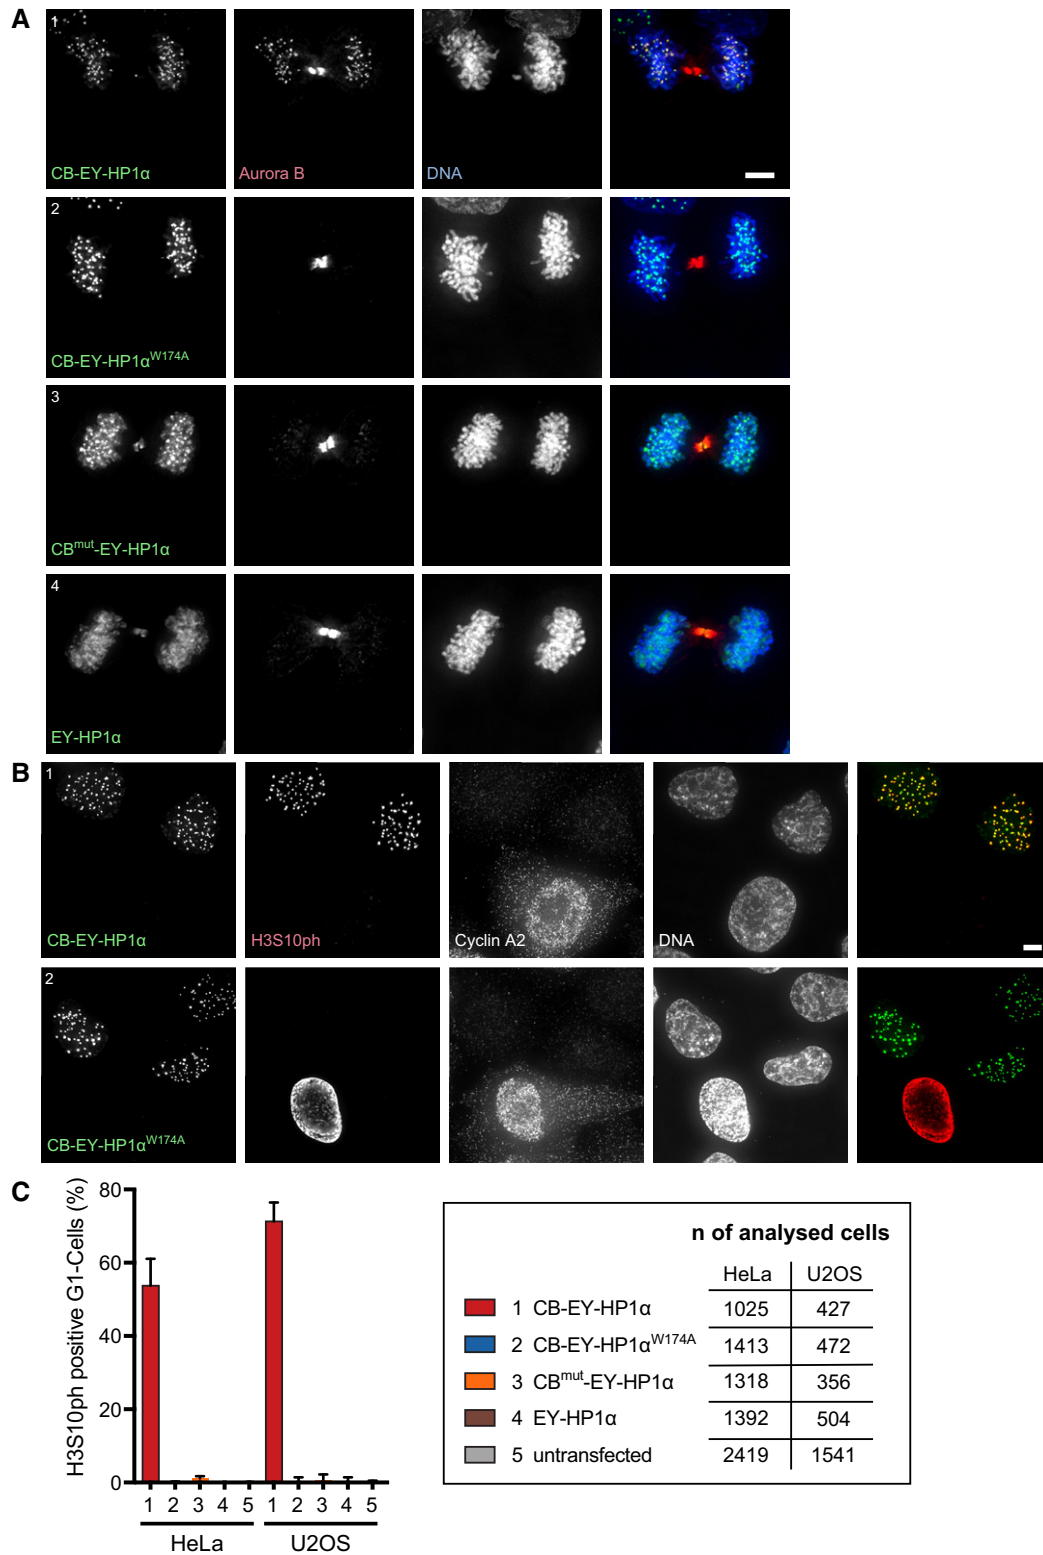 A
1
CB-EY-HP1α
Aurora B
DNA
2
CB-EY-HP1α^W174A
3
CB^mut-EY-HP1α
4
EY-HP1α
B
1
CB-EY-HP1α
H3S10ph
Cyclin A2
DNA
2
CB-EY-HP1α^W174A
C
H3S10ph positive G1-Cells (%)
80
60
40
20
0
1 2 3 4 5 1 2 3 4 5
HeLa U2OS
n of analysed cells
HeLa U2OS
1 CB-EY-HP1α 1025 427
2 CB-EY-HP1α^W174A 1413 472
3 CB^mut-EY-HP1α 1318 356
4 EY-HP1α 1392 504
5 untransfected 2419 1541